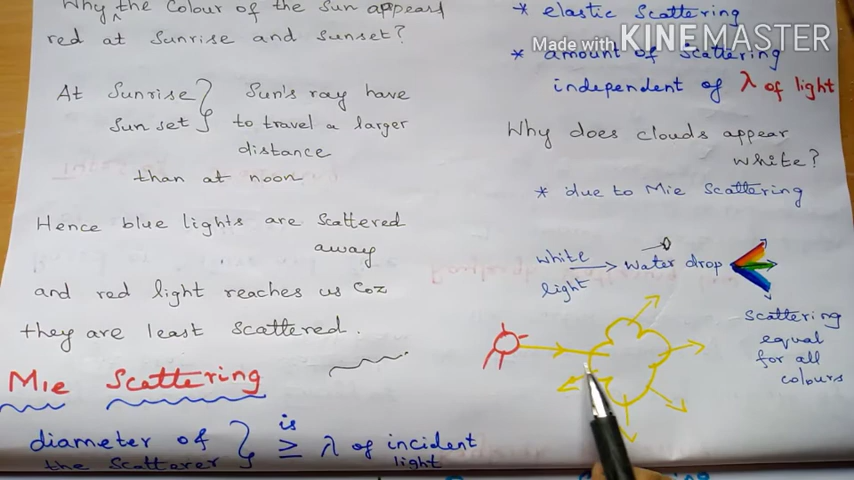 Why the Colour of the Sun appears
red at Sunrise and Sunset?
At Sunrise } Sun's ray have
Sunset to travel a larger
distance
than at noon
Hence blue lights are scattered
away
and red light reaches us Coz
they are least scattered.
Mie Scattering
diameter of } is ≥ λ of incident
the scatterer light
* elastic Scattering
Made with KINEMASTER
* amount of Scattering
independent of λ of light
Why does clouds appear
white?
* due to Mie Scattering
white light → water drop
Scattering
equal
for all
colours